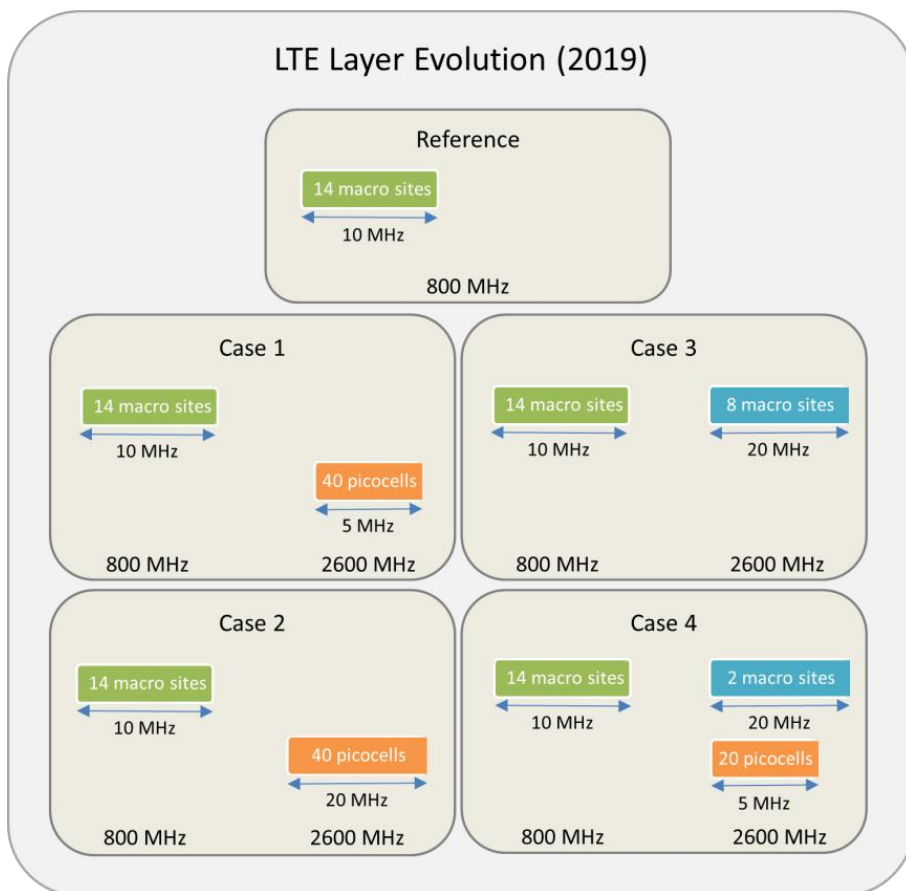 LTE Layer Evolution (2019)
Reference
14 macro sites
10 MHz
800 MHz
Case 1
14 macro sites
10 MHz
40 picocells
5 MHz
800 MHz
2600 MHz
Case 3
14 macro sites
8 macro sites
10 MHz
20 MHz
800 MHz
2600 MHz
Case 2
14 macro sites
10 MHz
40 picocells
20 MHz
800 MHz
2600 MHz
Case 4
14 macro sites
2 macro sites
10 MHz
20 MHz
20 picocells
5 MHz
800 MHz
2600 MHz